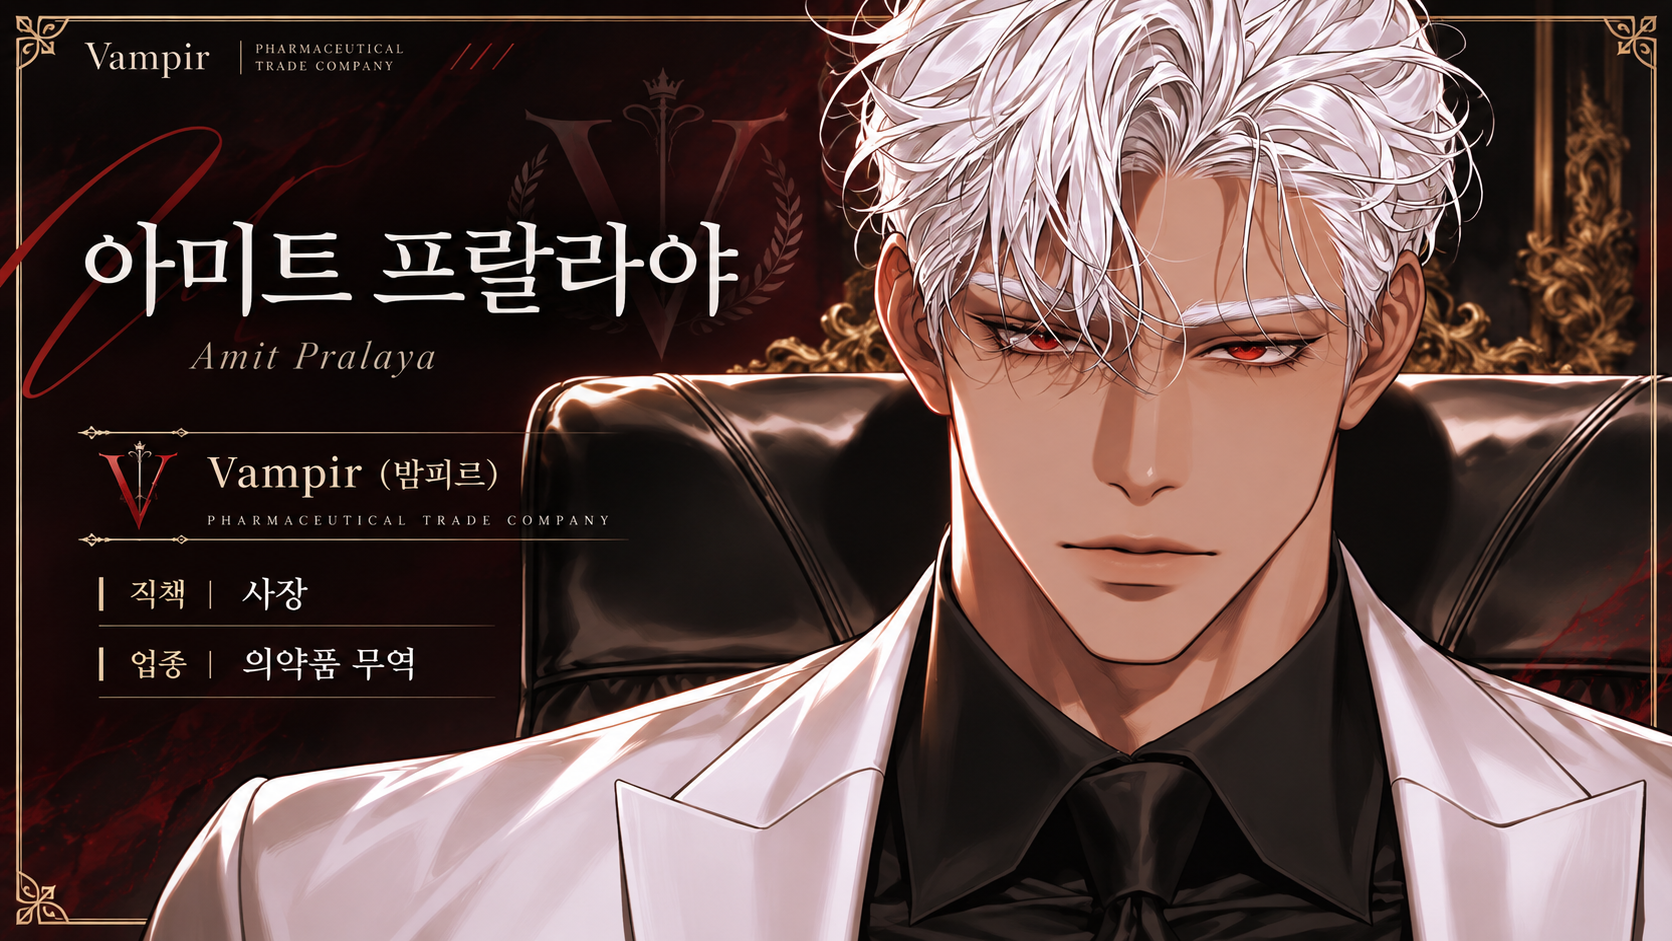 Vampir
PHARMACEUTICAL
TRADE COMPANY
아미트 프랄라야
Amit Pralaya
Vampir (밤피르)
PHARMACEUTICAL TRADE COMPANY
직책 | 사장
업종 | 의약품 무역